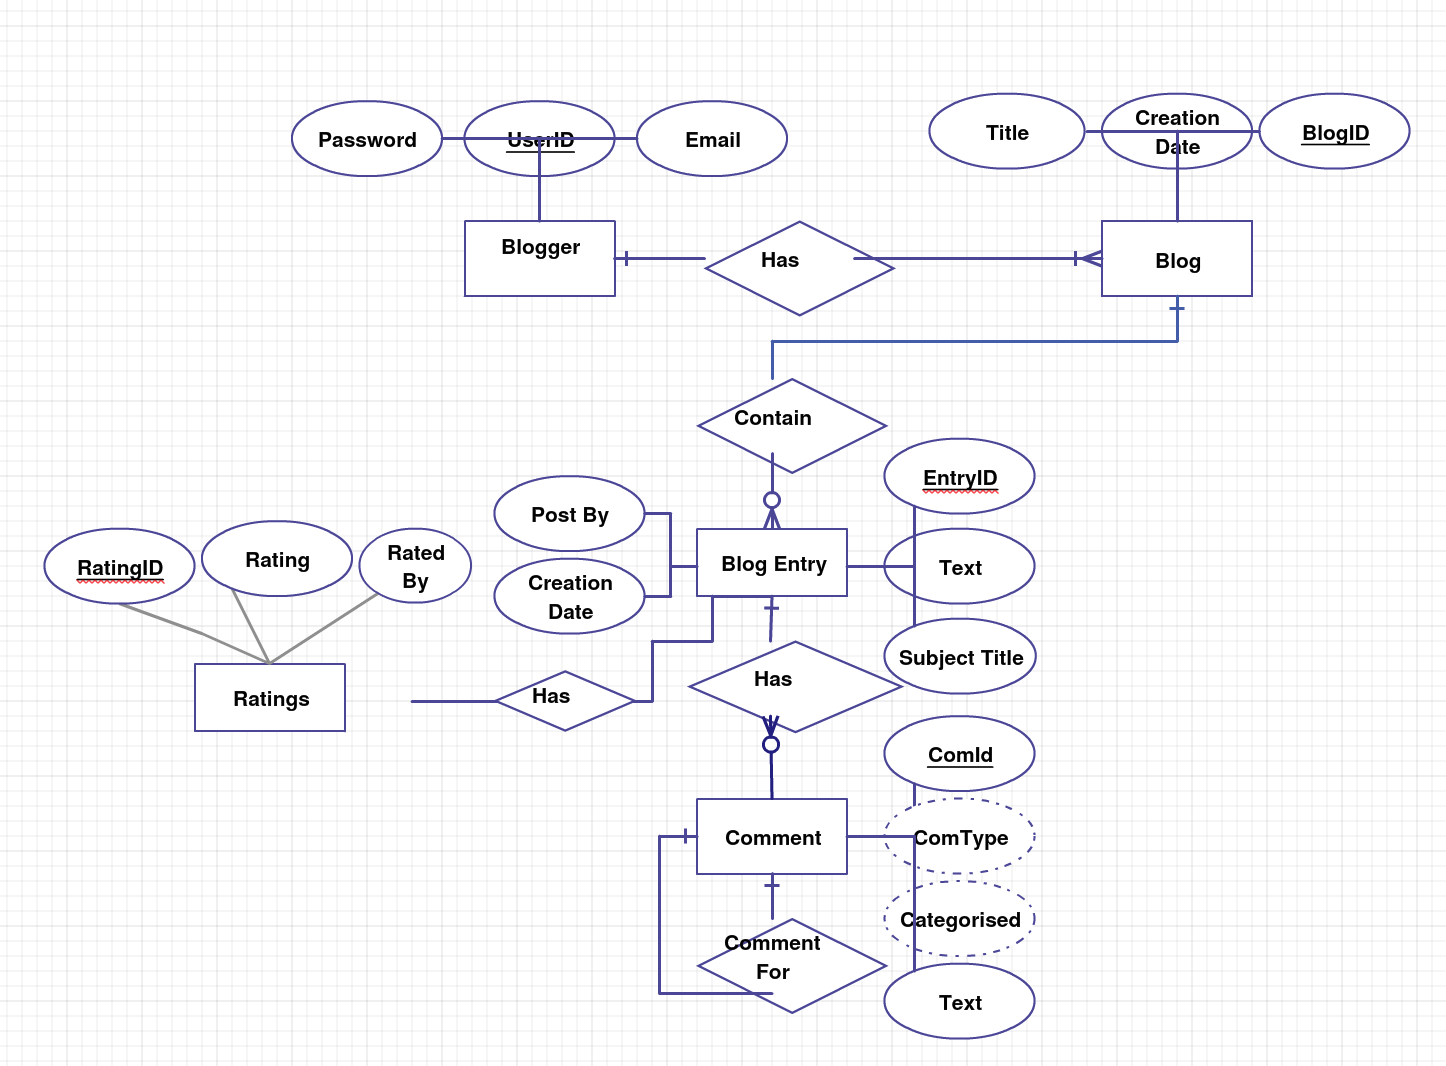 Password
UserID
Email
Title
Creation
Date
BlogID
Blogger
Has
Blog
Contain
EntryID
Post By
Rated
By
Rating
RatingID
Blog Entry
Text
Creation
Date
Subject Title
Has
Has
Ratings
ComId
Comment
ComType
Categorised
Comment
For
Text